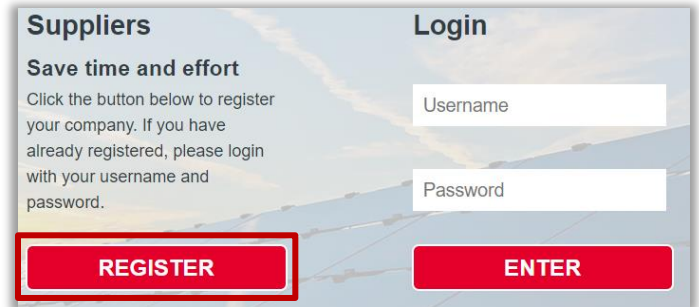 Suppliers
Save time and effort
Click the button below to register
your company. If you have
already registered, please login
with your username and
password.
REGISTER
Login
Username
Password
ENTER